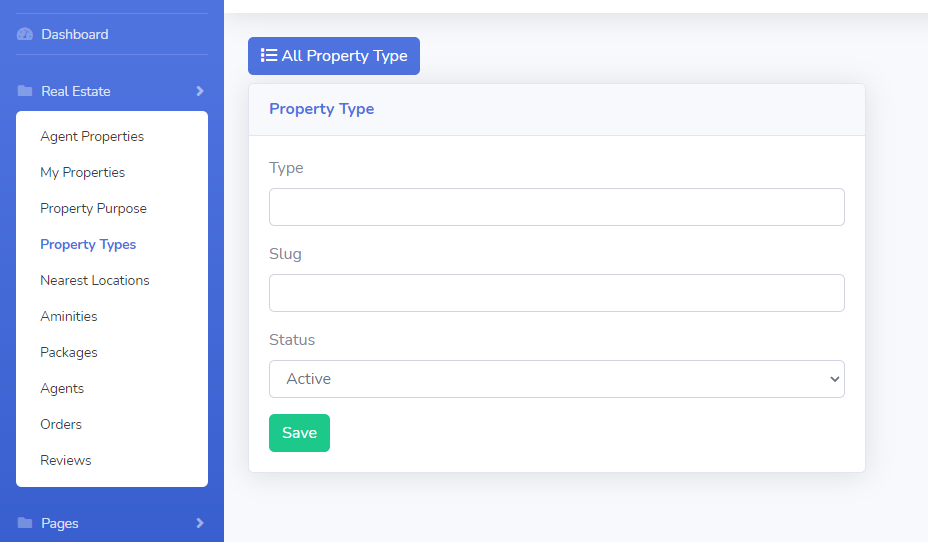 Dashboard
Real Estate
Agent Properties
My Properties
Property Purpose
Property Types
Nearest Locations
Aminities
Packages
Agents
Orders
Reviews
Pages
All Property Type
Property Type
Type
Slug
Status
Active
Save